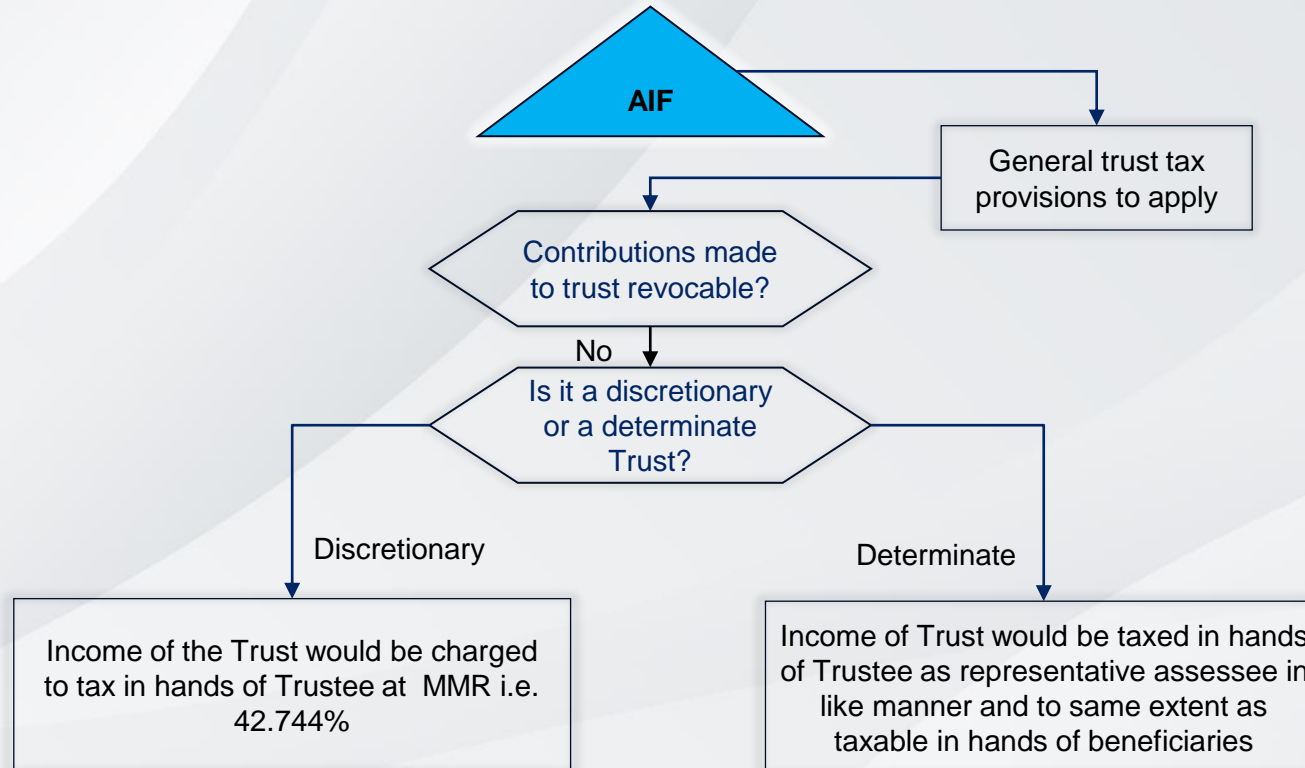 AIF
General trust tax
provisions to apply
Contributions made
to trust revocable?
No
Is it a discretionary
or a determinate
Trust?
Discretionary
Determinate
Income of the Trust would be charged
to tax in hands of Trustee at MMR i.e.
42.744%
Income of Trust would be taxed in hands
of Trustee as representative assessee in
like manner and to same extent as
taxable in hands of beneficiaries